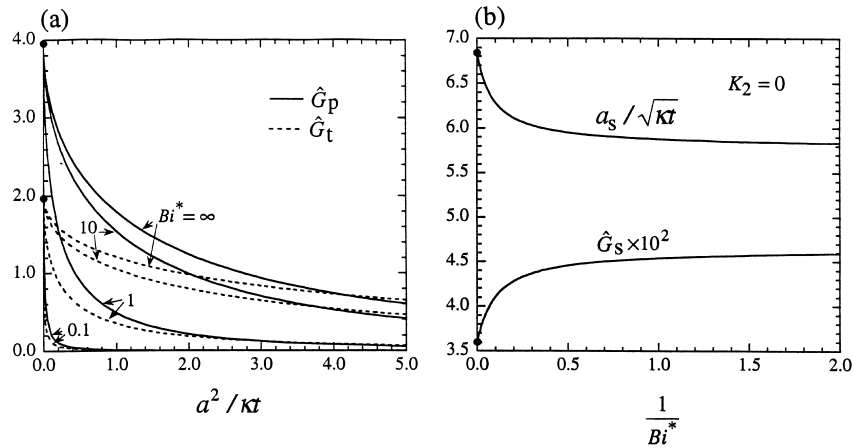 (a)
4.0
3.0
2.0
1.0
0.0
0.0 1.0 2.0 3.0 4.0 5.0
Ĝp
Ĝt
Bi* = ∞
10
1
0.1
a² / κt
(b)
7.0
6.5
6.0
5.5
5.0
4.5
4.0
3.5
0.0 0.5 1.0 1.5 2.0
K₂ = 0
as / √κt
Ĝs × 10²
1
Bi*